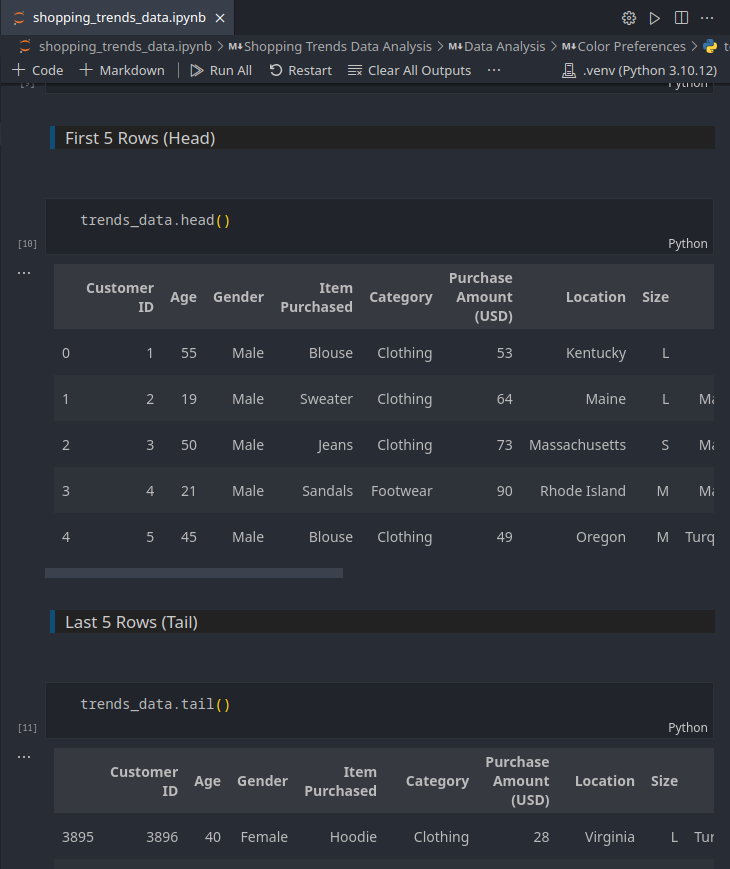 shopping_trends_data.ipynb
shopping_trends_data.ipynb > M↓Shopping Trends Data Analysis > M↓Data Analysis > M↓Color Preferences >
Code Markdown Run All Restart Clear All Outputs ... .venv (Python 3.10.12)
Python
First 5 Rows (Head)
trends_data.head()
[10] Python
Customer ID Age Gender Item Purchased Category Purchase Amount (USD) Location Size
0 1 55 Male Blouse Clothing 53 Kentucky L
1 2 19 Male Sweater Clothing 64 Maine L Ma
2 3 50 Male Jeans Clothing 73 Massachusetts S Ma
3 4 21 Male Sandals Footwear 90 Rhode Island M Ma
4 5 45 Male Blouse Clothing 49 Oregon M Turq
Last 5 Rows (Tail)
trends_data.tail()
[11] Python
Customer ID Age Gender Item Purchased Category Purchase Amount (USD) Location Size
3895 3896 40 Female Hoodie Clothing 28 Virginia L Tur